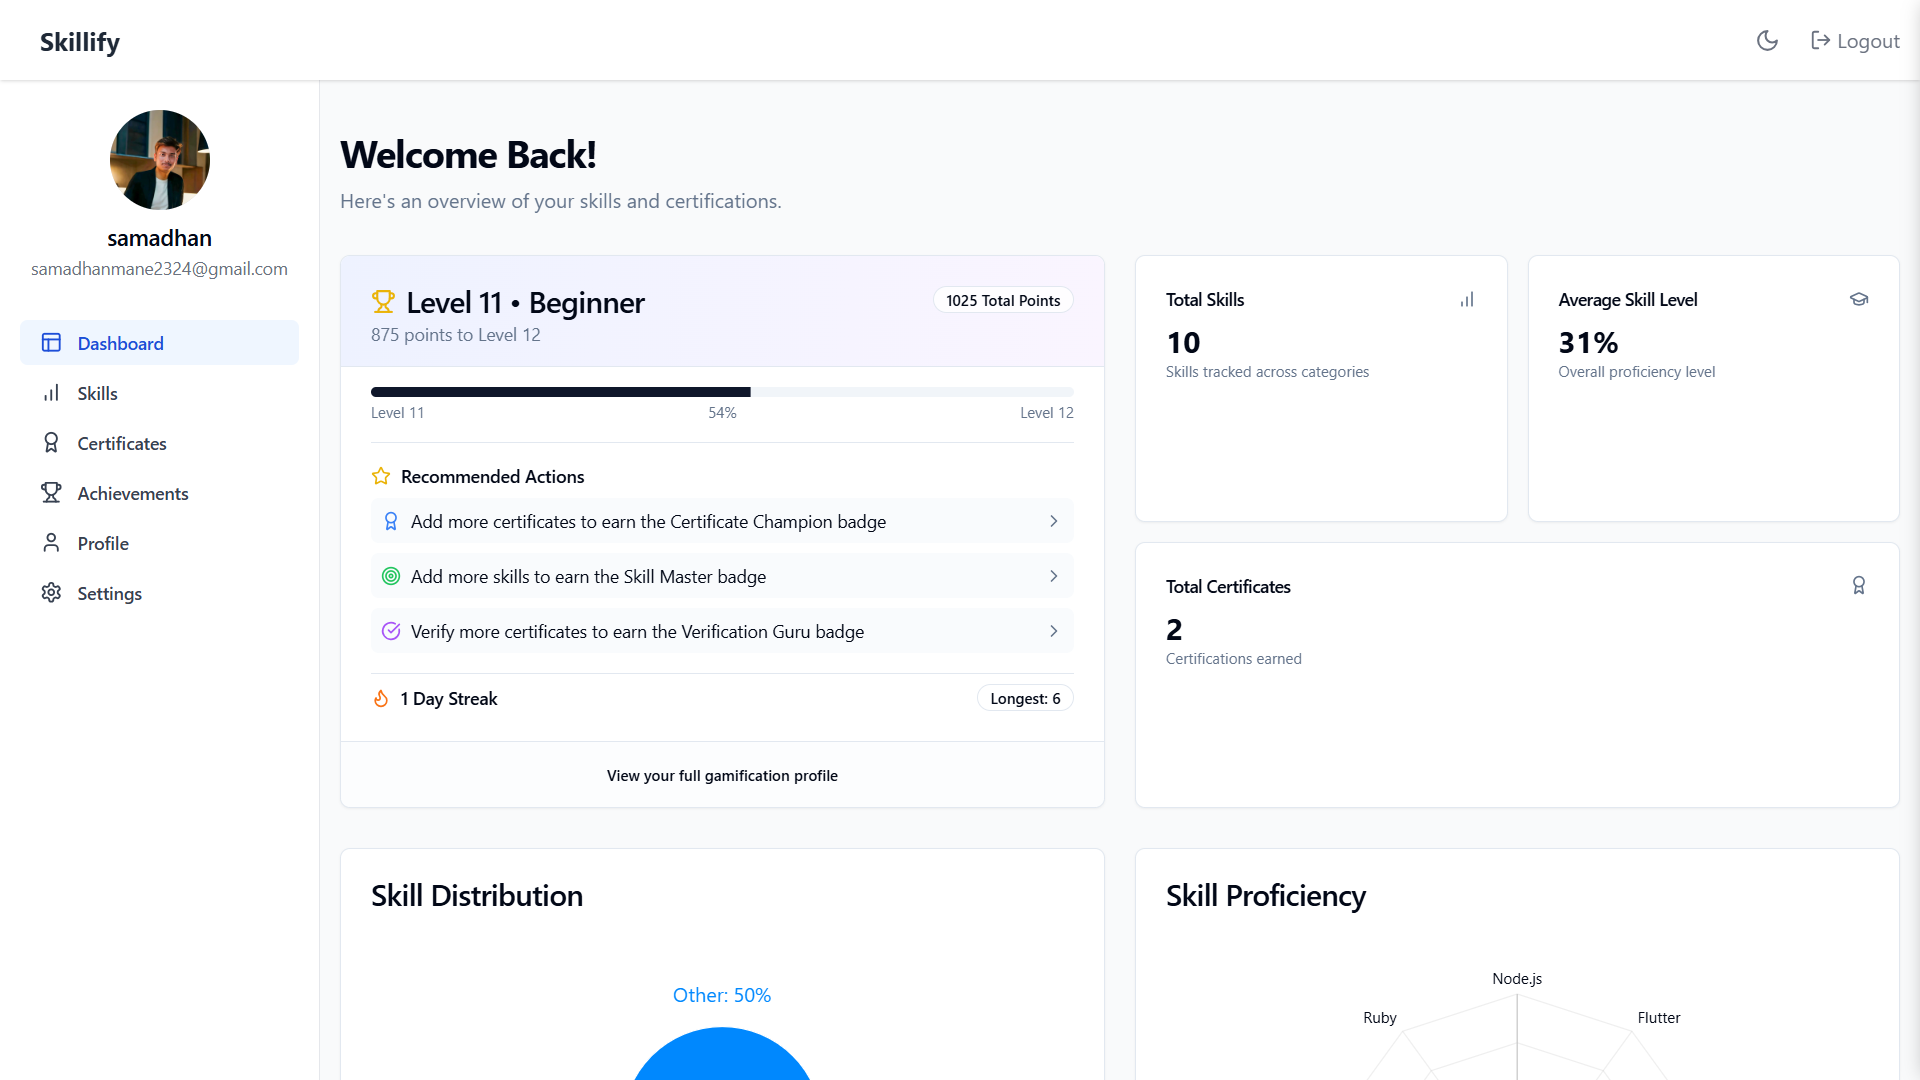 Skillify
Logout
samadhan
samadhanmane2324@gmail.com
Dashboard
Skills
Certificates
Achievements
Profile
Settings
Welcome Back!
Here's an overview of your skills and certifications.
Level 11 • Beginner
1025 Total Points
875 points to Level 12
Level 11
54%
Level 12
Recommended Actions
Add more certificates to earn the Certificate Champion badge
Add more skills to earn the Skill Master badge
Verify more certificates to earn the Verification Guru badge
1 Day Streak
Longest: 6
View your full gamification profile
Total Skills
10
Skills tracked across categories
Average Skill Level
31%
Overall proficiency level
Total Certificates
2
Certifications earned
Skill Distribution
Other: 50%
Skill Proficiency
Node.js
Ruby
Flutter